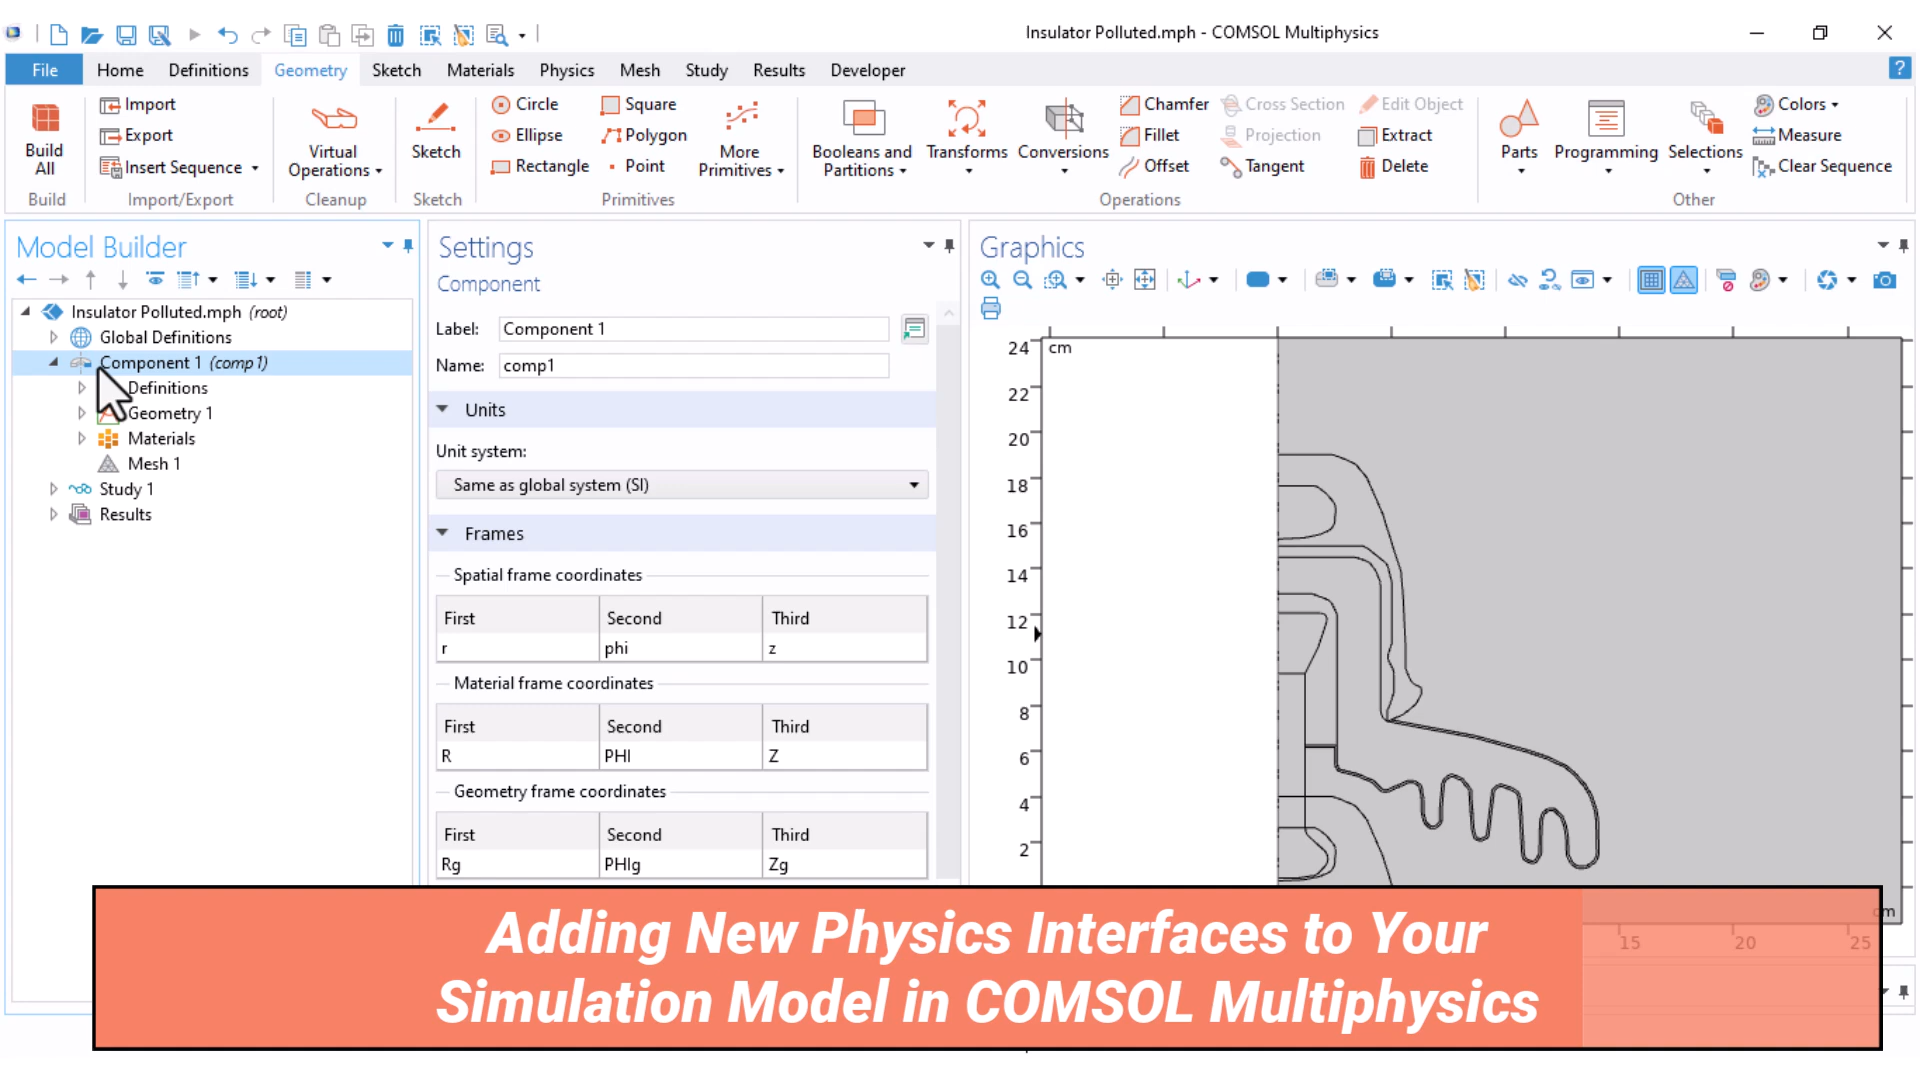 Insulator Polluted.mph - COMSOL Multiphysics
File Home Definitions Geometry Sketch Materials Physics Mesh Study Results Developer ?
Build All
Build
Import
Export
Insert Sequence
Import/Export
Virtual Operations
Cleanup
Sketch
Sketch
Circle
Ellipse
Rectangle
Square
Polygon
Point
More Primitives
Primitives
Booleans and Partitions
Transforms
Conversions
Chamfer
Fillet
Offset
Cross Section
Projection
Tangent
Edit Object
Extract
Delete
Operations
Parts
Programming
Selections
Colors
Measure
Clear Sequence
Other
Model Builder
Insulator Polluted.mph (root)
Global Definitions
Component 1 (comp1)
Definitions
Geometry 1
Materials
Mesh 1
Study 1
Results
Settings
Component
Label: Component 1
Name: comp1
Units
Unit system:
Same as global system (SI)
Frames
Spatial frame coordinates
First Second Third
r phi z
Material frame coordinates
First Second Third
R PHI Z
Geometry frame coordinates
First Second Third
Rg PHIg Zg
Graphics
24 cm
22
20
18
16
14
12
10
8
6
4
2
15 20 25
Adding New Physics Interfaces to Your
Simulation Model in COMSOL Multiphysics